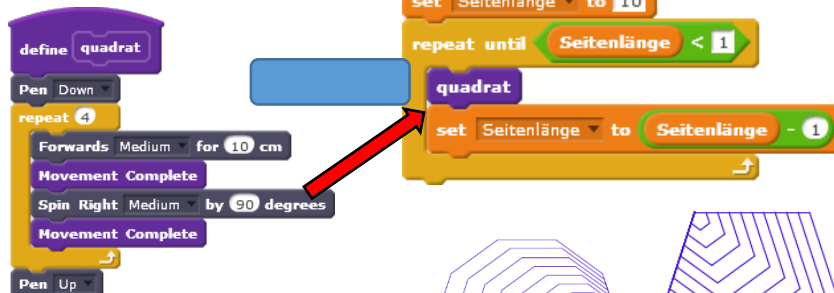 define quadrat
Pen Down
repeat 4
Forwards Medium for 10 cm
Movement Complete
Spin Right Medium by 90 degrees
Movement Complete
Pen Up
set Seitenlänge to 10
repeat until Seitenlänge < 1
quadrat
set Seitenlänge to Seitenlänge - 1